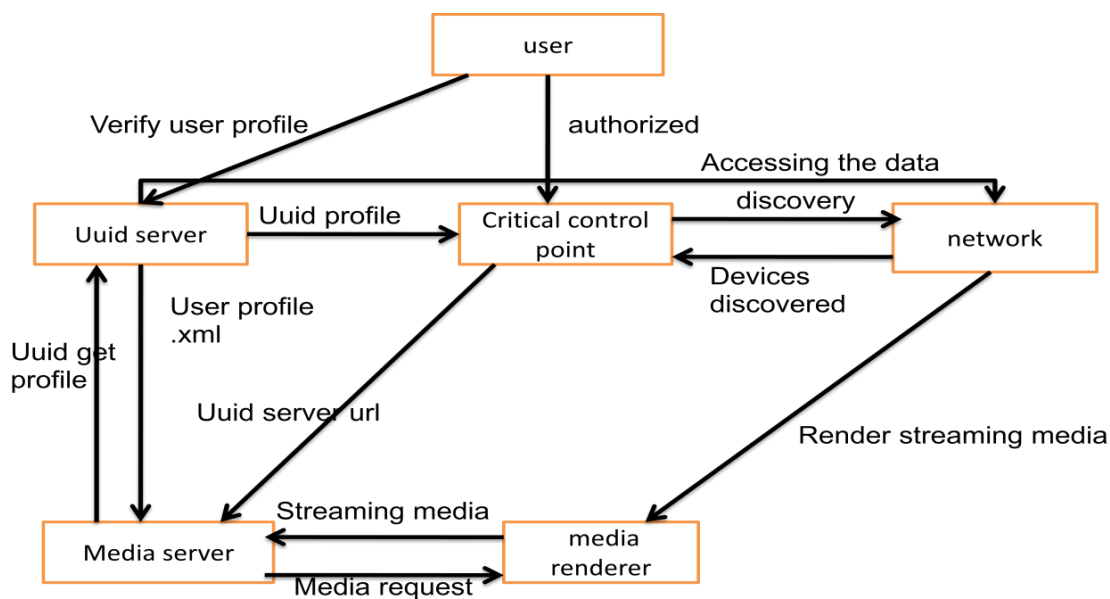 user
Verify user profile
authorized
Accessing the data
Uuid server
Uuid profile
Critical control
point
discovery
network
Devices
discovered
User profile
.xml
Uuid get
profile
Uuid server url
Render streaming media
Streaming media
Media server
media
renderer
Media request